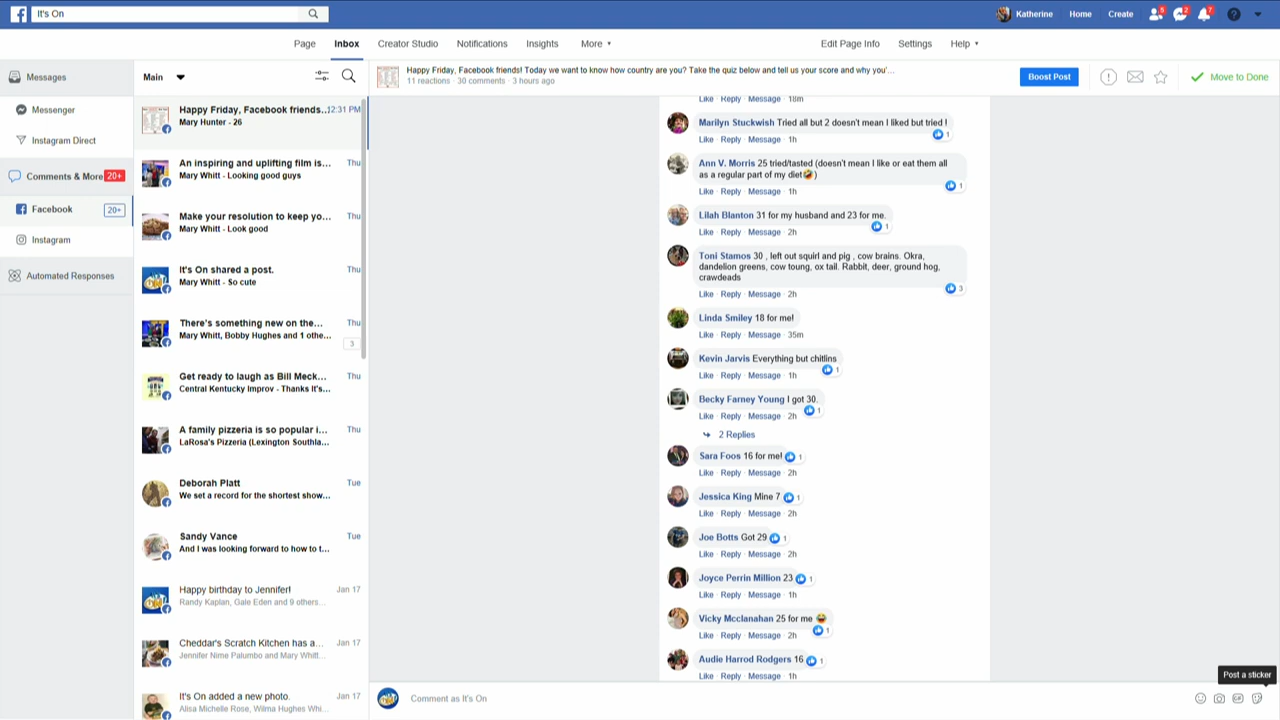 It's On
Katherine
Home
Create
5
2
7
Page
Inbox
Creator Studio
Notifications
Insights
More
Edit Page Info
Settings
Help
Messages
Messenger
Instagram Direct
Comments & More 20+
Facebook 20+
Instagram
Automated Responses
Main
Happy Friday, Facebook friends... 12:31 PM
Mary Hunter - 26
An inspiring and uplifting film is... Thu
Mary Whitt - Looking good guys
Make your resolution to keep yo... Thu
Mary Whitt - Look good
It's On shared a post. Thu
Mary Whitt - So cute
There's something new on the... Thu
Mary Whitt, Bobby Hughes and 1 othe...
3
Get ready to laugh as Bill Meck... Thu
Central Kentucky Improv - Thanks It's...
A family pizzeria is so popular i... Thu
LaRosa's Pizzeria (Lexington Southla...
Deborah Platt Tue
We set a record for the shortest show...
Sandy Vance Tue
And I was looking forward to how to t...
Happy birthday to Jennifer! Jan 17
Randy Kaplan, Gale Eden and 9 others...
Cheddar's Scratch Kitchen has a... Jan 17
Jennifer Nime Palumbo and Mary Whitt...
It's On added a new photo. Jan 17
Alisa Michelle Rose, Wilma Hughes Whi...
Happy Friday, Facebook friends! Today we want to know how country are you? Take the quiz below and tell us your score and why you'...
11 reactions · 30 comments · 3 hours ago
Boost Post
Move to Done
Like · Reply · Message · 18m
Marilyn Stuckwish Tried all but 2 doesn't mean I liked but tried !
1
Like · Reply · Message · 1h
Ann V. Morris 25 tried/tasted (doesn't mean I like or eat them all
as a regular part of my diet🤣)
1
Like · Reply · Message · 1h
Lilah Blanton 31 for my husband and 23 for me.
1
Like · Reply · Message · 2h
Toni Stamos 30 , left out squirl and pig , cow brains. Okra,
dandelion greens, cow toung, ox tail. Rabbit, deer, ground hog,
crawdeads
3
Like · Reply · Message · 2h
Linda Smiley 18 for me!
Like · Reply · Message · 35m
Kevin Jarvis Everything but chitlins
1
Like · Reply · Message · 1h
Becky Farney Young I got 30.
1
Like · Reply · Message · 2h
2 Replies
Sara Foos 16 for me! 1
Like · Reply · Message · 2h
Jessica King Mine 7 1
Like · Reply · Message · 2h
Joe Botts Got 29 1
Like · Reply · Message · 2h
Joyce Perrin Million 23 1
Like · Reply · Message · 1h
Vicky Mcclanahan 25 for me 😂
1
Like · Reply · Message · 2h
Audie Harrod Rodgers 16 1
Like · Reply · Message · 1h
Post a sticker
Comment as It's On
GIF